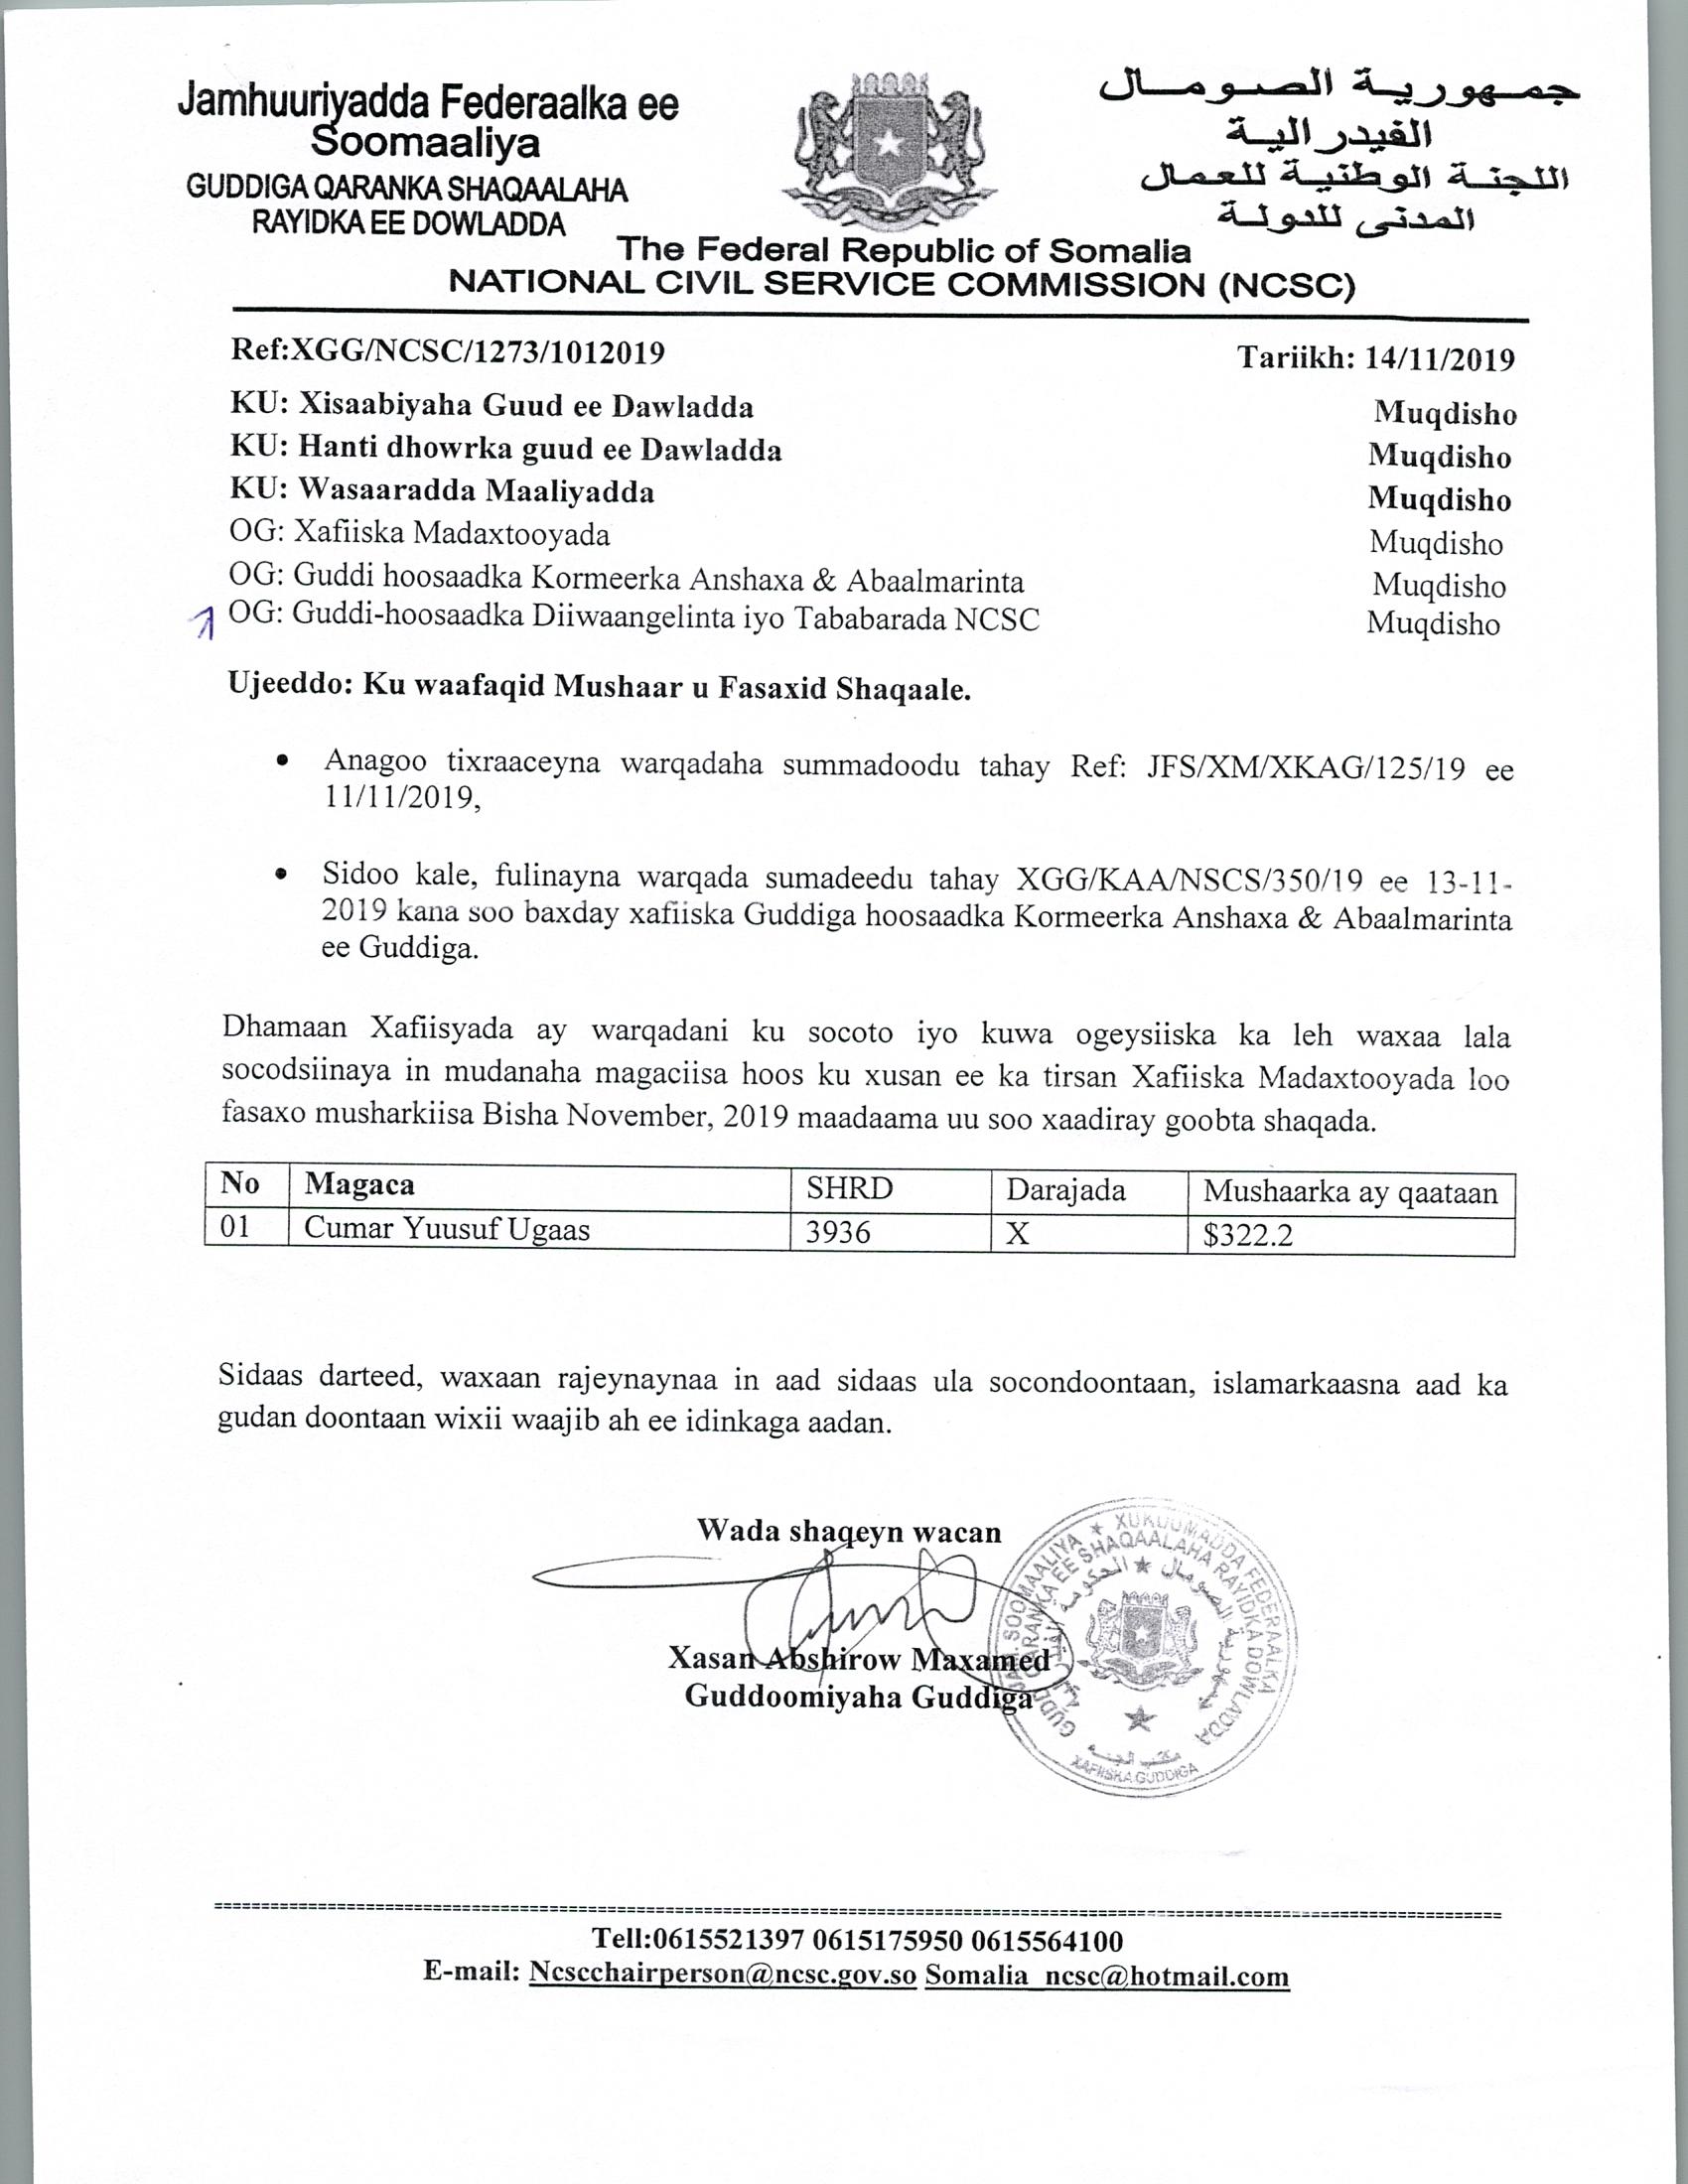 Jamhuuriyadda Federaalka ee
Soomaaliya
GUDDIGA QARANKA SHAQAALAHA
RAYIDKA EE DOWLADDA
جمهورية الصومال
الفيدرالية
اللجنة الوطنية للعمال
المدنى للدولة
The Federal Republic of Somalia
NATIONAL CIVIL SERVICE COMMISSION (NCSC)
Ref:XGG/NCSC/1273/1012019 Tariikh: 14/11/2019
KU: Xisaabiyaha Guud ee Dawladda Muqdisho
KU: Hanti dhowrka guud ee Dawladda Muqdisho
KU: Wasaaradda Maaliyadda Muqdisho
OG: Xafiiska Madaxtooyada Muqdisho
OG: Guddi hoosaadka Kormeerka Anshaxa & Abaalmarinta Muqdisho
OG: Guddi-hoosaadka Diiwaangelinta iyo Tababarada NCSC Muqdisho
Ujeeddo: Ku waafaqid Mushaar u Fasaxid Shaqaale.
• Anagoo tixraaceyna warqadaha summadoodu tahay Ref: JFS/XM/XKAG/125/19 ee
11/11/2019,
• Sidoo kale, fulinayna warqada sumadeedu tahay XGG/KAA/NSCS/350/19 ee 13-11-
2019 kana soo baxday xafiiska Guddiga hoosaadka Kormeerka Anshaxa & Abaalmarinta
ee Guddiga.
Dhamaan Xafiisyada ay warqadani ku socoto iyo kuwa ogeysiiska ka leh waxaa lala
socodsiinaya in mudanaha magaciisa hoos ku xusan ee ka tirsan Xafiiska Madaxtooyada loo
fasaxo musharkiisa Bisha November, 2019 maadaama uu soo xaadiray goobta shaqada.
No Magaca SHRD Darajada Mushaarka ay qaataan
01 Cumar Yuusuf Ugaas 3936 X $322.2
Sidaas darteed, waxaan rajeynaynaa in aad sidaas ula socondoontaan, islamarkaasna aad ka
gudan doontaan wixii waajib ah ee idinkaga aadan.
Wada shaqeyn wacan
Xasan Abshirow Maxamed
Guddoomiyaha Guddiga
XUKUUMADDA FEDERAALKA
SOOMAALIYA
QARANKA EE SHAQAALAHA RAYIDKA DOWLADDA
XAFIISKA GUDDIGA
Tell:0615521397 0615175950 0615564100
E-mail: Ncscchairperson@ncsc.gov.so Somalia_ncsc@hotmail.com